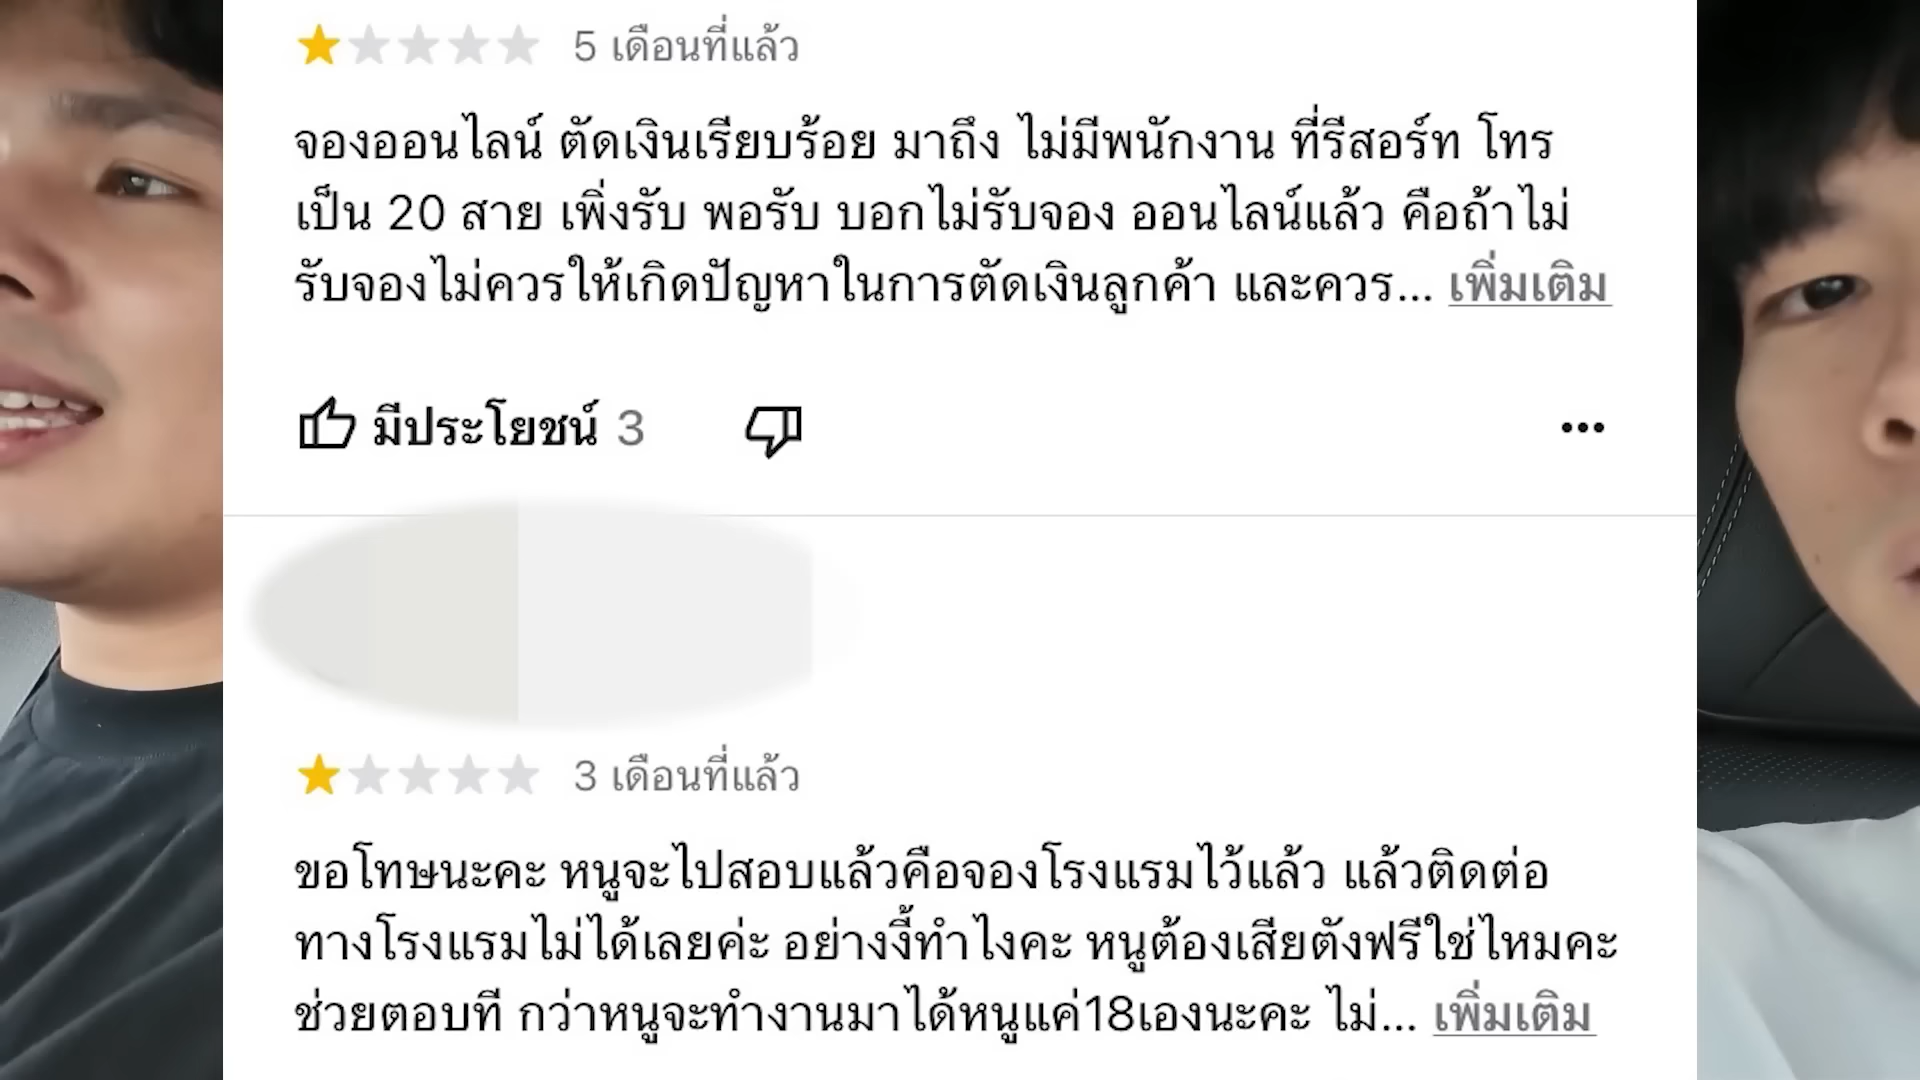 5 เดือนที่แล้ว
จองออนไลน์ ตัดเงินเรียบร้อย มาถึง ไม่มีพนักงาน ที่รีสอร์ท โทร
เป็น 20 สาย เพิ่งรับ พอรับ บอกไม่รับจอง ออนไลน์แล้ว คือถ้าไม่
รับจองไม่ควรให้เกิดปัญหาในการตัดเงินลูกค้า และควร... เพิ่มเติม
มีประโยชน์ 3
3 เดือนที่แล้ว
ขอโทษนะคะ หนูจะไปสอบแล้วคือจองโรงแรมไว้แล้ว แล้วติดต่อ
ทางโรงแรมไม่ได้เลยค่ะ อย่างงี้ทำไงคะ หนูต้องเสียตังฟรีใช่ไหมคะ
ช่วยตอบที กว่าหนูจะทำงานมาได้หนูแค่18เองนะคะ ไม่... เพิ่มเติม